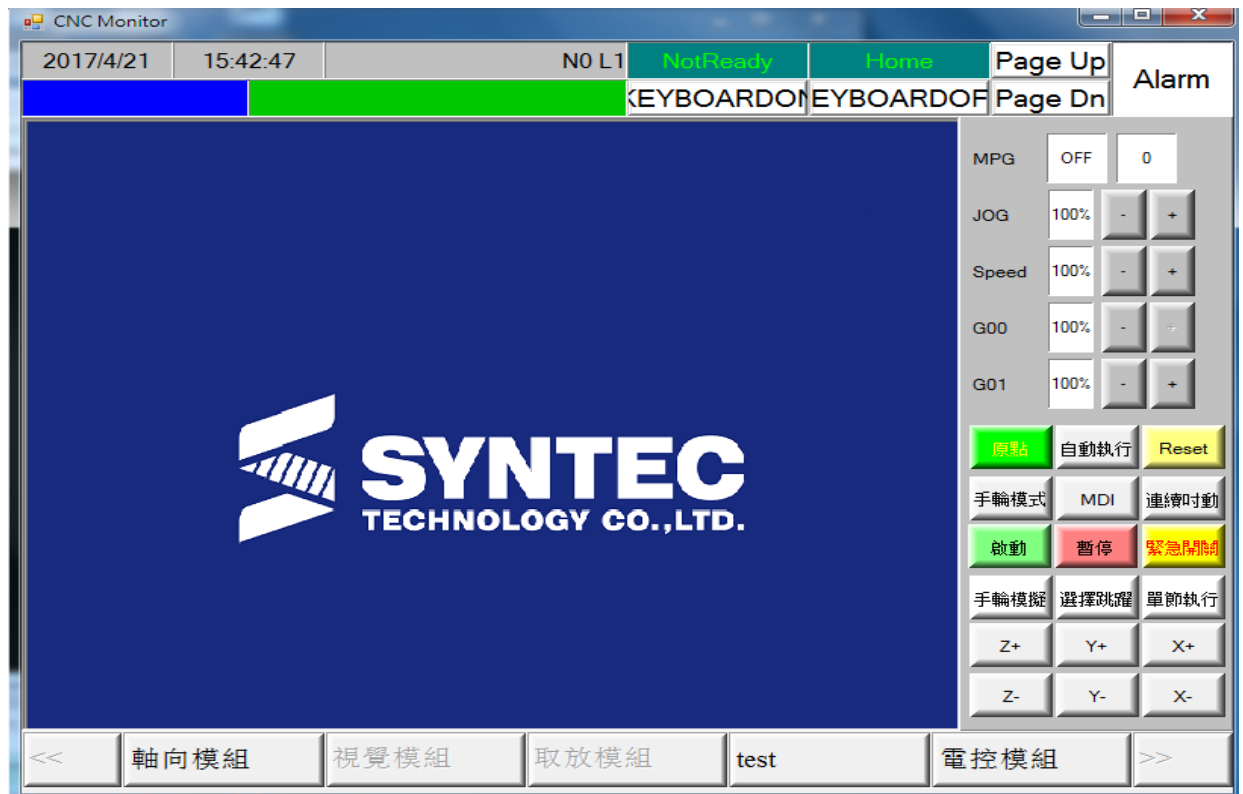 CNC Monitor
2017/4/21 15:42:47 N0 L1 NotReady Home Page Up Alarm
KEYBOARDON EYBOARDOF Page Dn
MPG OFF 0
JOG 100% - +
Speed 100% - +
G00 100% - +
G01 100% - +
原點 自動執行 Reset
手輪模式 MDI 連續吋動
SYNTEC
TECHNOLOGY CO.,LTD.
啟動 暫停 緊急開關
手輪模擬 選擇跳躍 單節執行
Z+ Y+ X+
Z- Y- X-
<< 軸向模組 視覺模組 取放模組 test 電控模組 >>